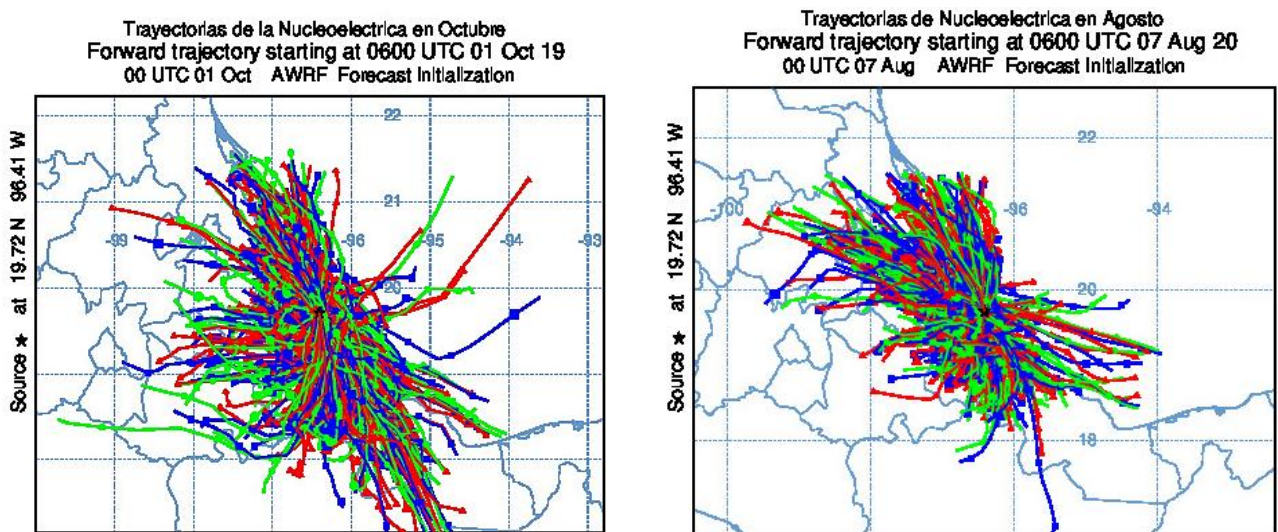 Trayectorias de la Nucleoelectrica en Octubre
Forward trajectory starting at 0600 UTC 01 Oct 19
00 UTC 01 Oct AWRF Forecast Initialization
Source ★ at 19.72 N 96.41 W
22
21
20
-99
-98
-96
-95
-94
-93
Trayectorias de Nucleoelectrica en Agosto
Forward trajectory starting at 0600 UTC 07 Aug 20
00 UTC 07 Aug AWRF Forecast Initialization
Source ★ at 19.72 N 96.41 W
22
-100
-96
-94
20
18